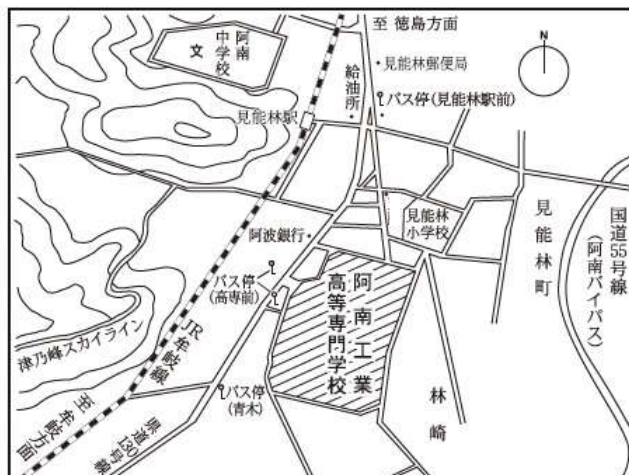 至 徳島方面
阿南
中学校
文
給油所
見能林郵便局
バス停(見能林駅前)
N
見能林駅
見能林
小学校
見能林町
国道55号線
(阿南バイパス)
阿波銀行
バス停
(高専前)
阿南工業
高等専門学校
JR牟岐線
津乃峰スカイライン
至 牟岐方面
バス停
(青木)
県道130号線
林崎